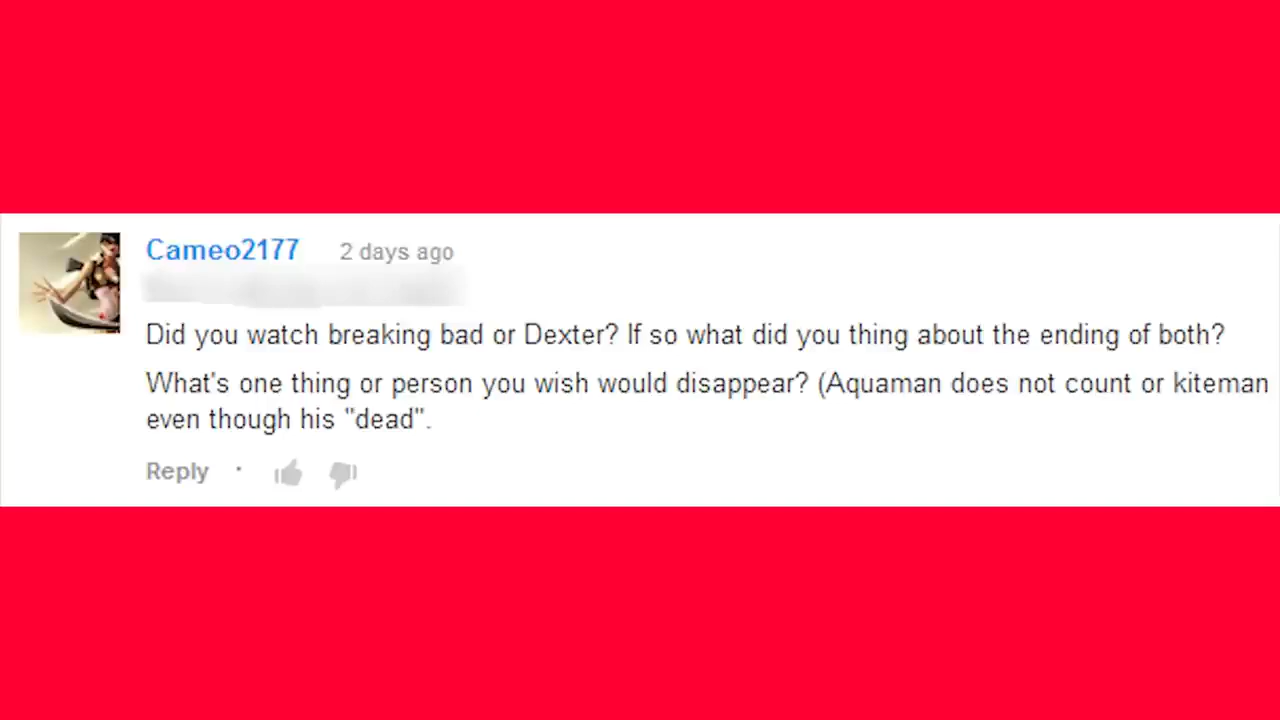 Cameo2177 2 days ago
Did you watch breaking bad or Dexter? If so what did you thing about the ending of both?
What's one thing or person you wish would disappear? (Aquaman does not count or kiteman
even though his "dead".
Reply ·